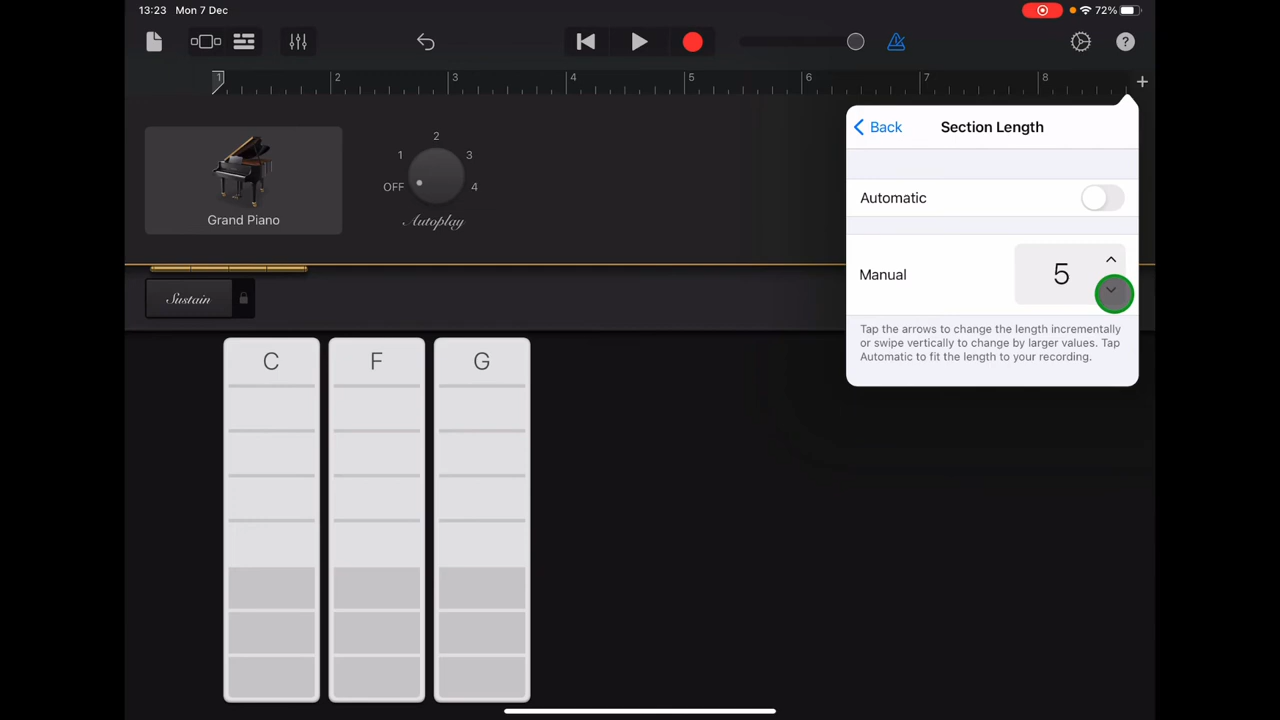 13:23 Mon 7 Dec
72%
1 2 3 4 5 6 7 8 +
Back Section Length
Automatic
Manual 5
Tap the arrows to change the length incrementally
or swipe vertically to change by larger values. Tap
Automatic to fit the length to your recording.
Grand Piano
OFF 1 2 3 4
Autoplay
Sustain
C F G